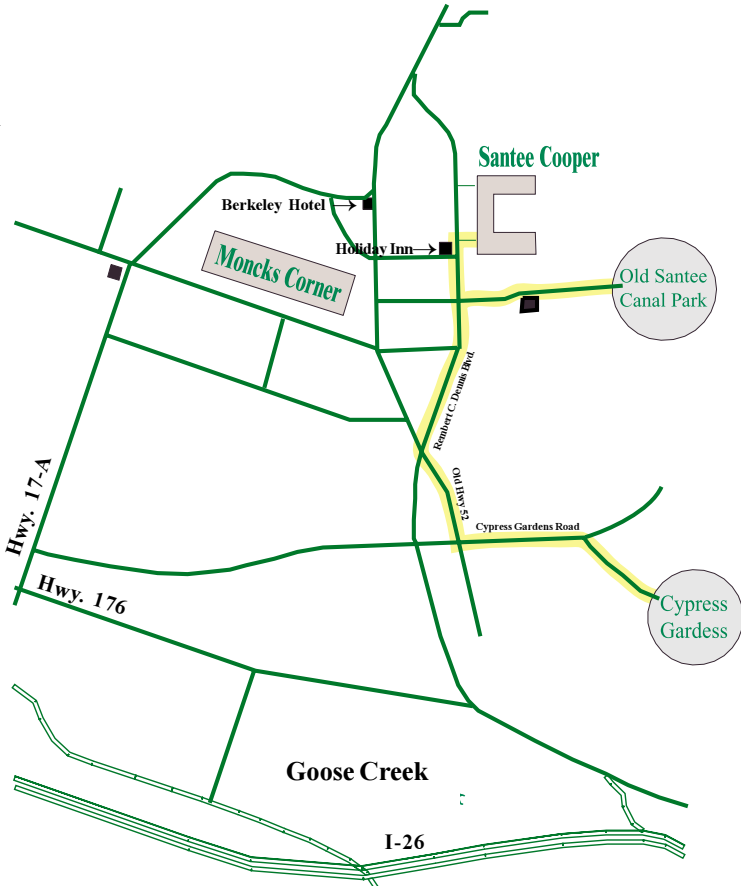 Santee Cooper
Berkeley Hotel
Holiday Inn
Moncks Corner
Old Santee
Canal Park
Rembert C. Dennis Blvd.
Hwy. 17-A
Old Hwy 52
Cypress Gardens Road
Hwy. 176
Cypress
Gardess
Goose Creek
I-26